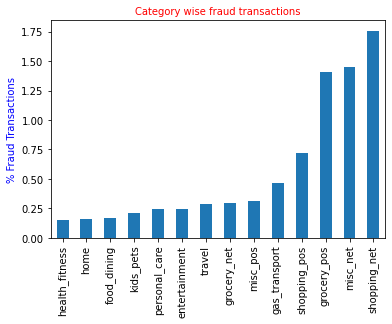 Category wise fraud transactions
% Fraud Transactions
1.75
1.50
1.25
1.00
0.75
0.50
0.25
0.00
health_fitness
home
food_dining
kids_pets
personal_care
entertainment
travel
grocery_net
misc_pos
gas_transport
shopping_pos
grocery_pos
misc_net
shopping_net